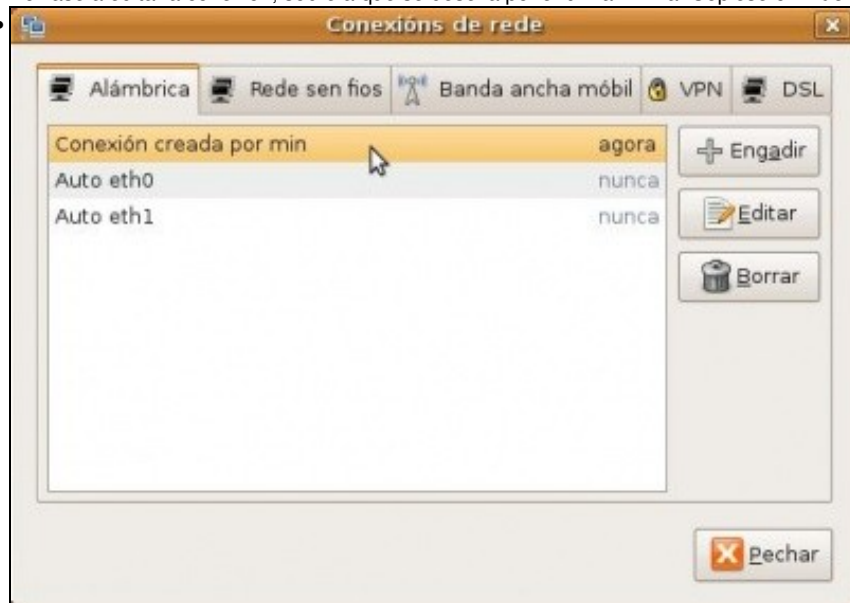 Conexións de rede
Alámbrica Rede sen fios Banda ancha móbil VPN DSL
Conexión creada por min agora
Auto eth0 nunca
Auto eth1 nunca
Engadir
Editar
Borrar
Pechar